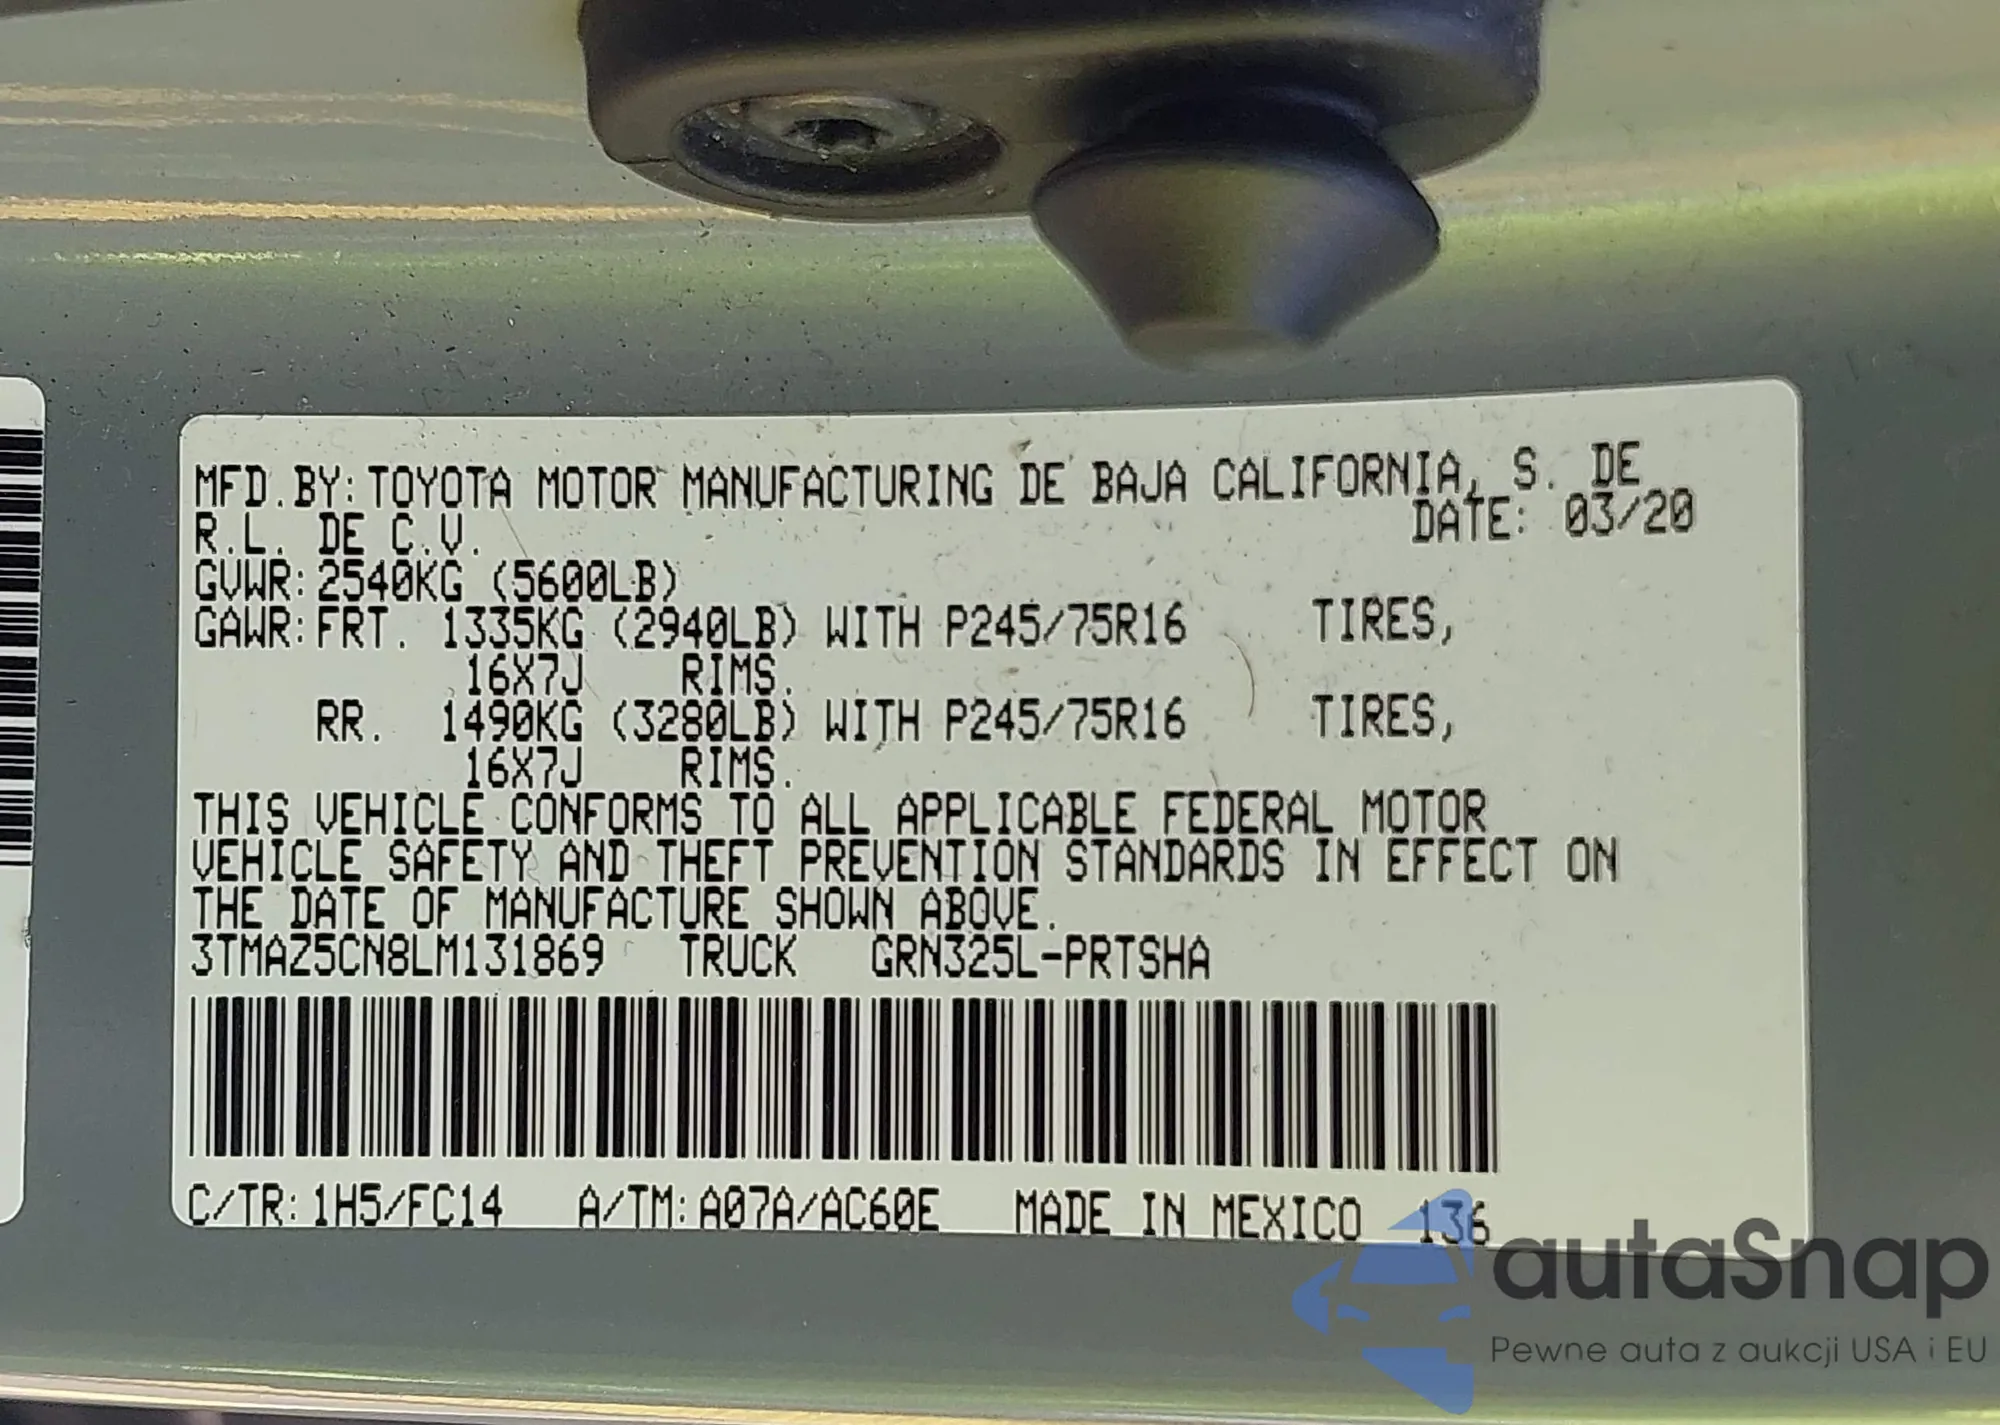 MFD.BY:TOYOTA MOTOR MANUFACTURING DE BAJA CALIFORNIA, S. DE
R.L. DE C.V. DATE: 03/20
GVWR:2540KG (5600LB)
GAWR:FRT. 1335KG (2940LB) WITH P245/75R16 TIRES,
16X7J RIMS.
RR. 1490KG (3280LB) WITH P245/75R16 TIRES,
16X7J RIMS.
THIS VEHICLE CONFORMS TO ALL APPLICABLE FEDERAL MOTOR
VEHICLE SAFETY AND THEFT PREVENTION STANDARDS IN EFFECT ON
THE DATE OF MANUFACTURE SHOWN ABOVE.
3TMAZ5CN8LM131869 TRUCK GRN325L-PRTSHA
C/TR:1H5/FC14 A/TM:A07A/AC60E MADE IN MEXICO 136
autaSnap
Pewne auta z aukcji USA i EU